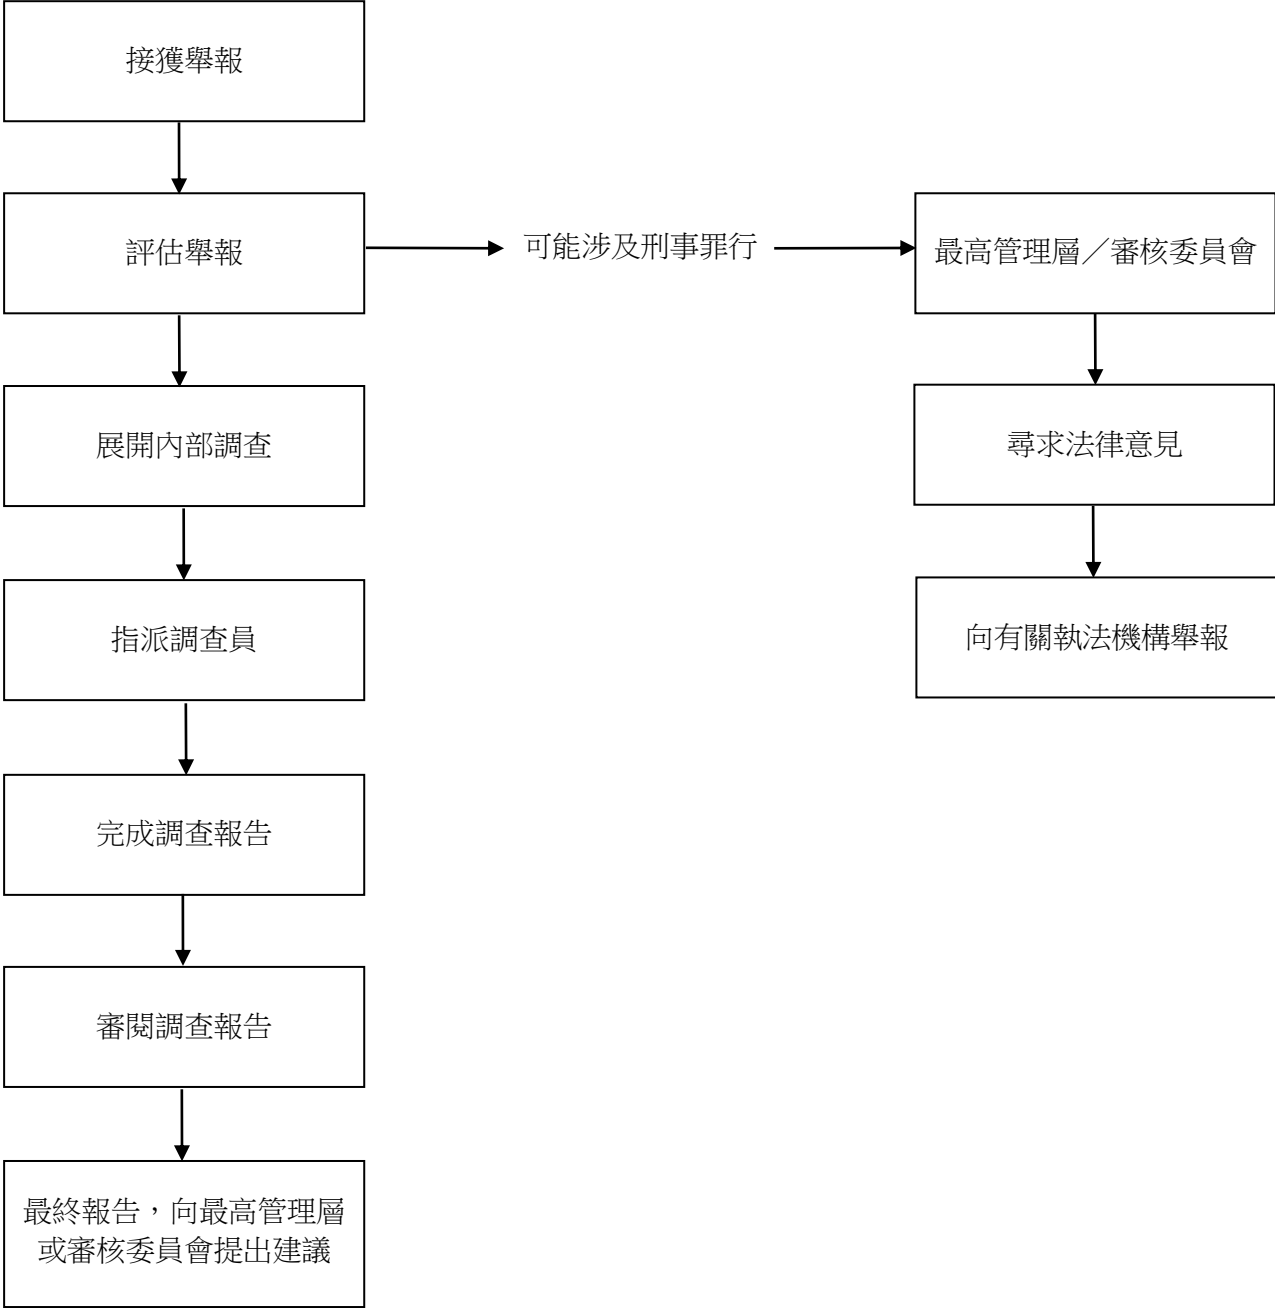 接獲舉報
評估舉報
可能涉及刑事罪行
最高管理層／審核委員會
展開內部調查
尋求法律意見
指派調查員
向有關執法機構舉報
完成調查報告
審閱調查報告
最終報告，向最高管理層
或審核委員會提出建議